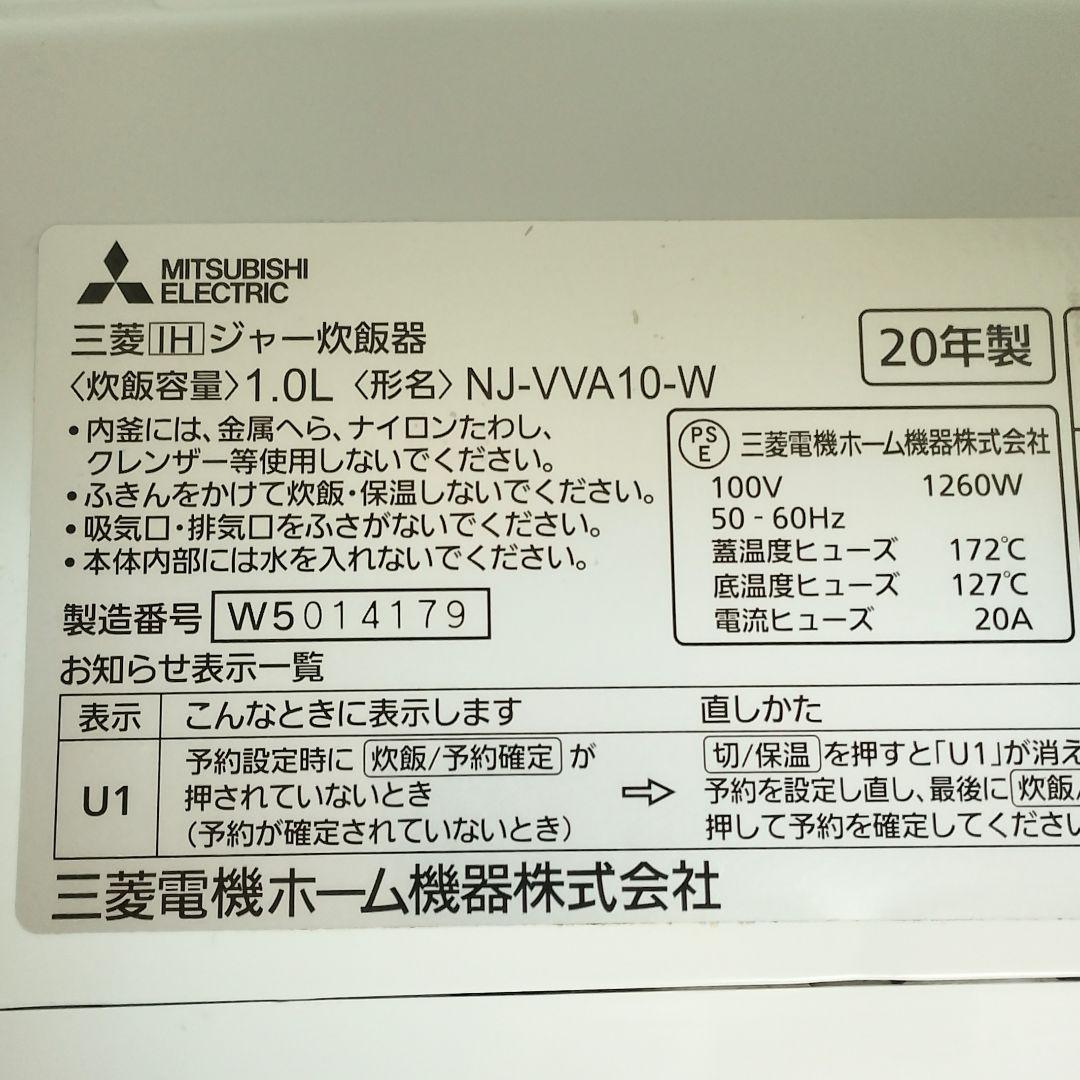 MITSUBISHI
ELECTRIC
三菱IHジャー炊飯器
20年製
〈炊飯容量〉1.0L 〈形名〉NJ-VVA10-W
・内釜には、金属へら、ナイロンたわし、
クレンザー等使用しないでください。
・ふきんをかけて炊飯・保温しないでください。
・吸気口・排気口をふさがないでください。
・本体内部には水を入れないでください。
PSE 三菱電機ホーム機器株式会社
100V 1260W
50 - 60Hz
蓋温度ヒューズ 172℃
底温度ヒューズ 127℃
電流ヒューズ 20A
製造番号 W5014179
お知らせ表示一覧
表示 こんなときに表示します 直しかた
U1
予約設定時に 炊飯/予約確定 が
押されていないとき
(予約が確定されていないとき)
⇨
切/保温 を押すと「U1」が消え
予約を設定し直し、最後に 炊飯/
押して予約を確定してください
三菱電機ホーム機器株式会社